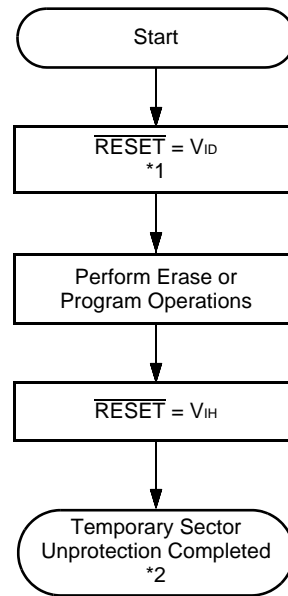 Start
RESET = VID
*1
Perform Erase or
Program Operations
RESET = VIH
Temporary Sector
Unprotection Completed
*2